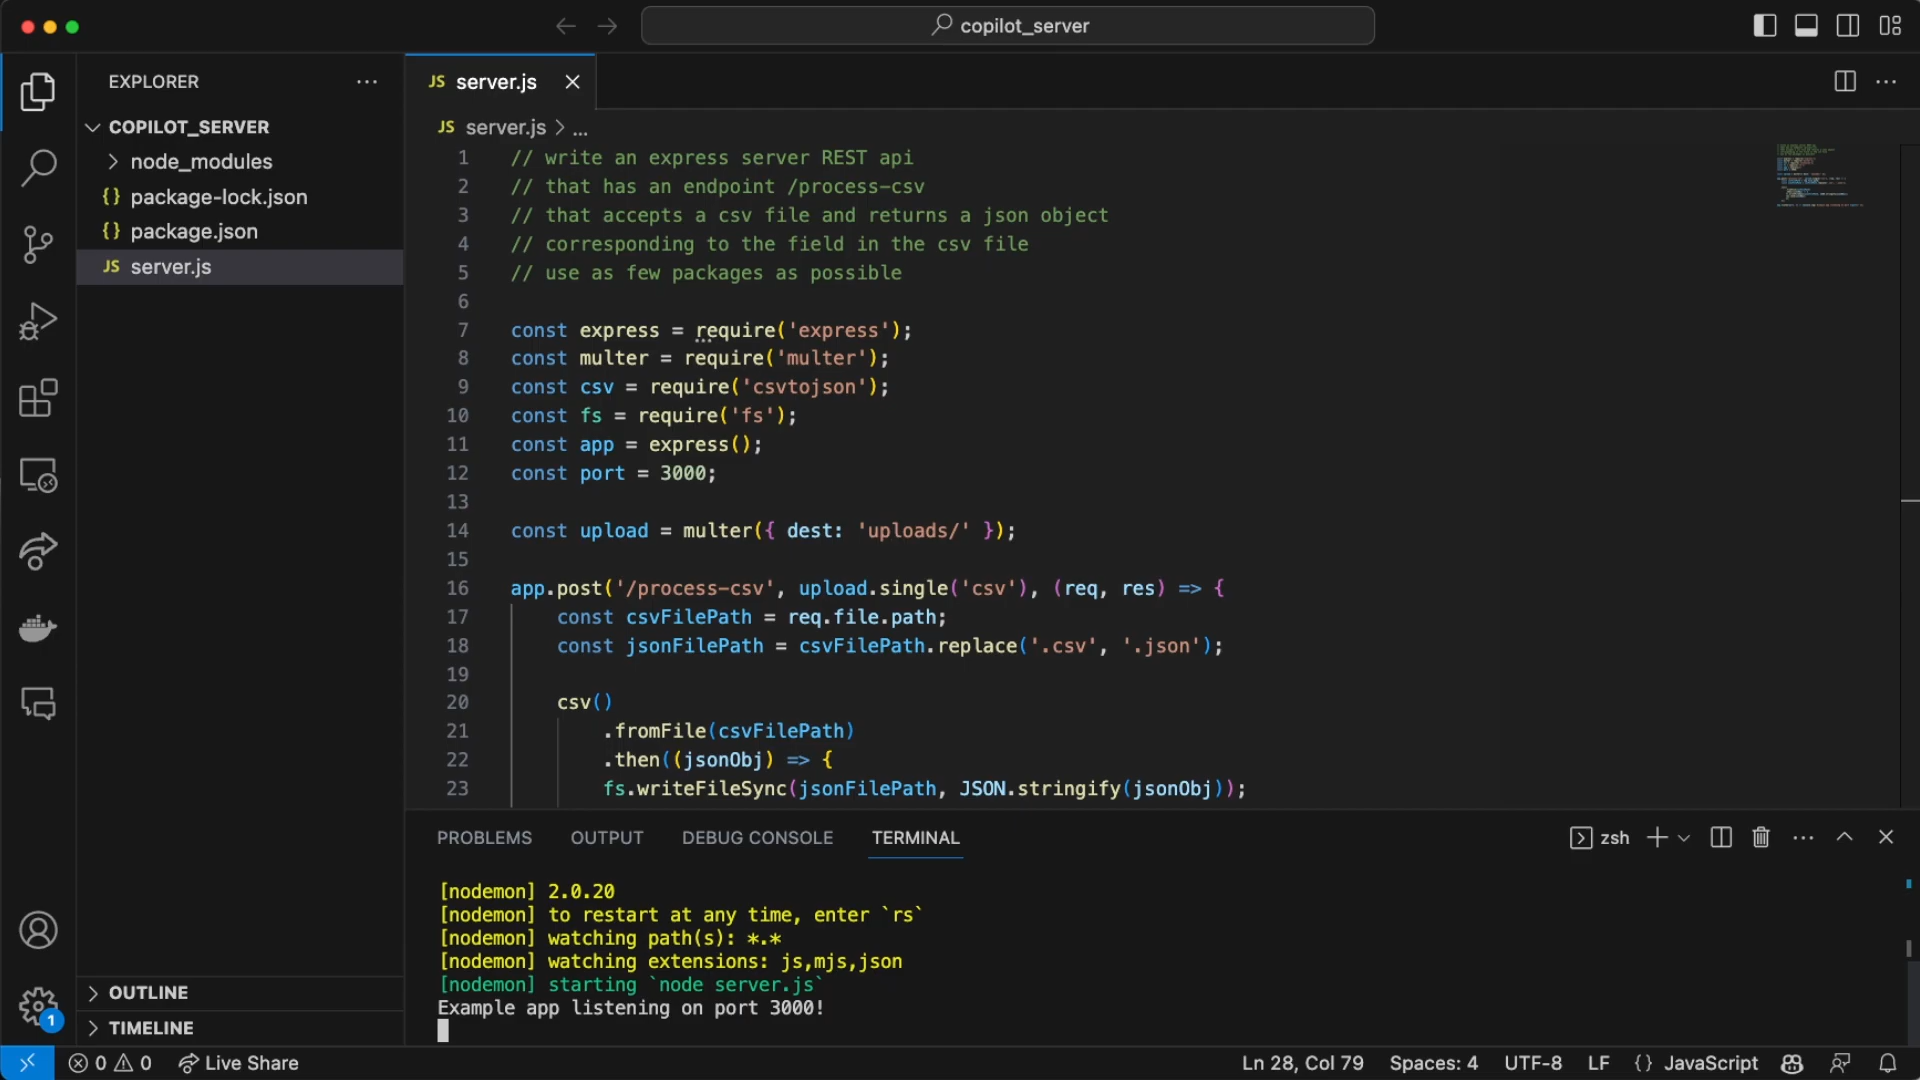 copilot_server
EXPLORER
COPILOT_SERVER
node_modules
{} package-lock.json
{} package.json
JS server.js
OUTLINE
TIMELINE
JS server.js
JS server.js > ...
1 // write an express server REST api
2 // that has an endpoint /process-csv
3 // that accepts a csv file and returns a json object
4 // corresponding to the field in the csv file
5 // use as few packages as possible
6
7 const express = require('express');
8 const multer = require('multer');
9 const csv = require('csvtojson');
10 const fs = require('fs');
11 const app = express();
12 const port = 3000;
13
14 const upload = multer({ dest: 'uploads/' });
15
16 app.post('/process-csv', upload.single('csv'), (req, res) => {
17 const csvFilePath = req.file.path;
18 const jsonFilePath = csvFilePath.replace('.csv', '.json');
19
20 csv()
21 .fromFile(csvFilePath)
22 .then((jsonObj) => {
23 fs.writeFileSync(jsonFilePath, JSON.stringify(jsonObj));
PROBLEMS OUTPUT DEBUG CONSOLE TERMINAL zsh
[nodemon] 2.0.20
[nodemon] to restart at any time, enter `rs`
[nodemon] watching path(s): *.*
[nodemon] watching extensions: js,mjs,json
[nodemon] starting `node server.js`
Example app listening on port 3000!
1
0 0 Live Share Ln 28, Col 79 Spaces: 4 UTF-8 LF {} JavaScript